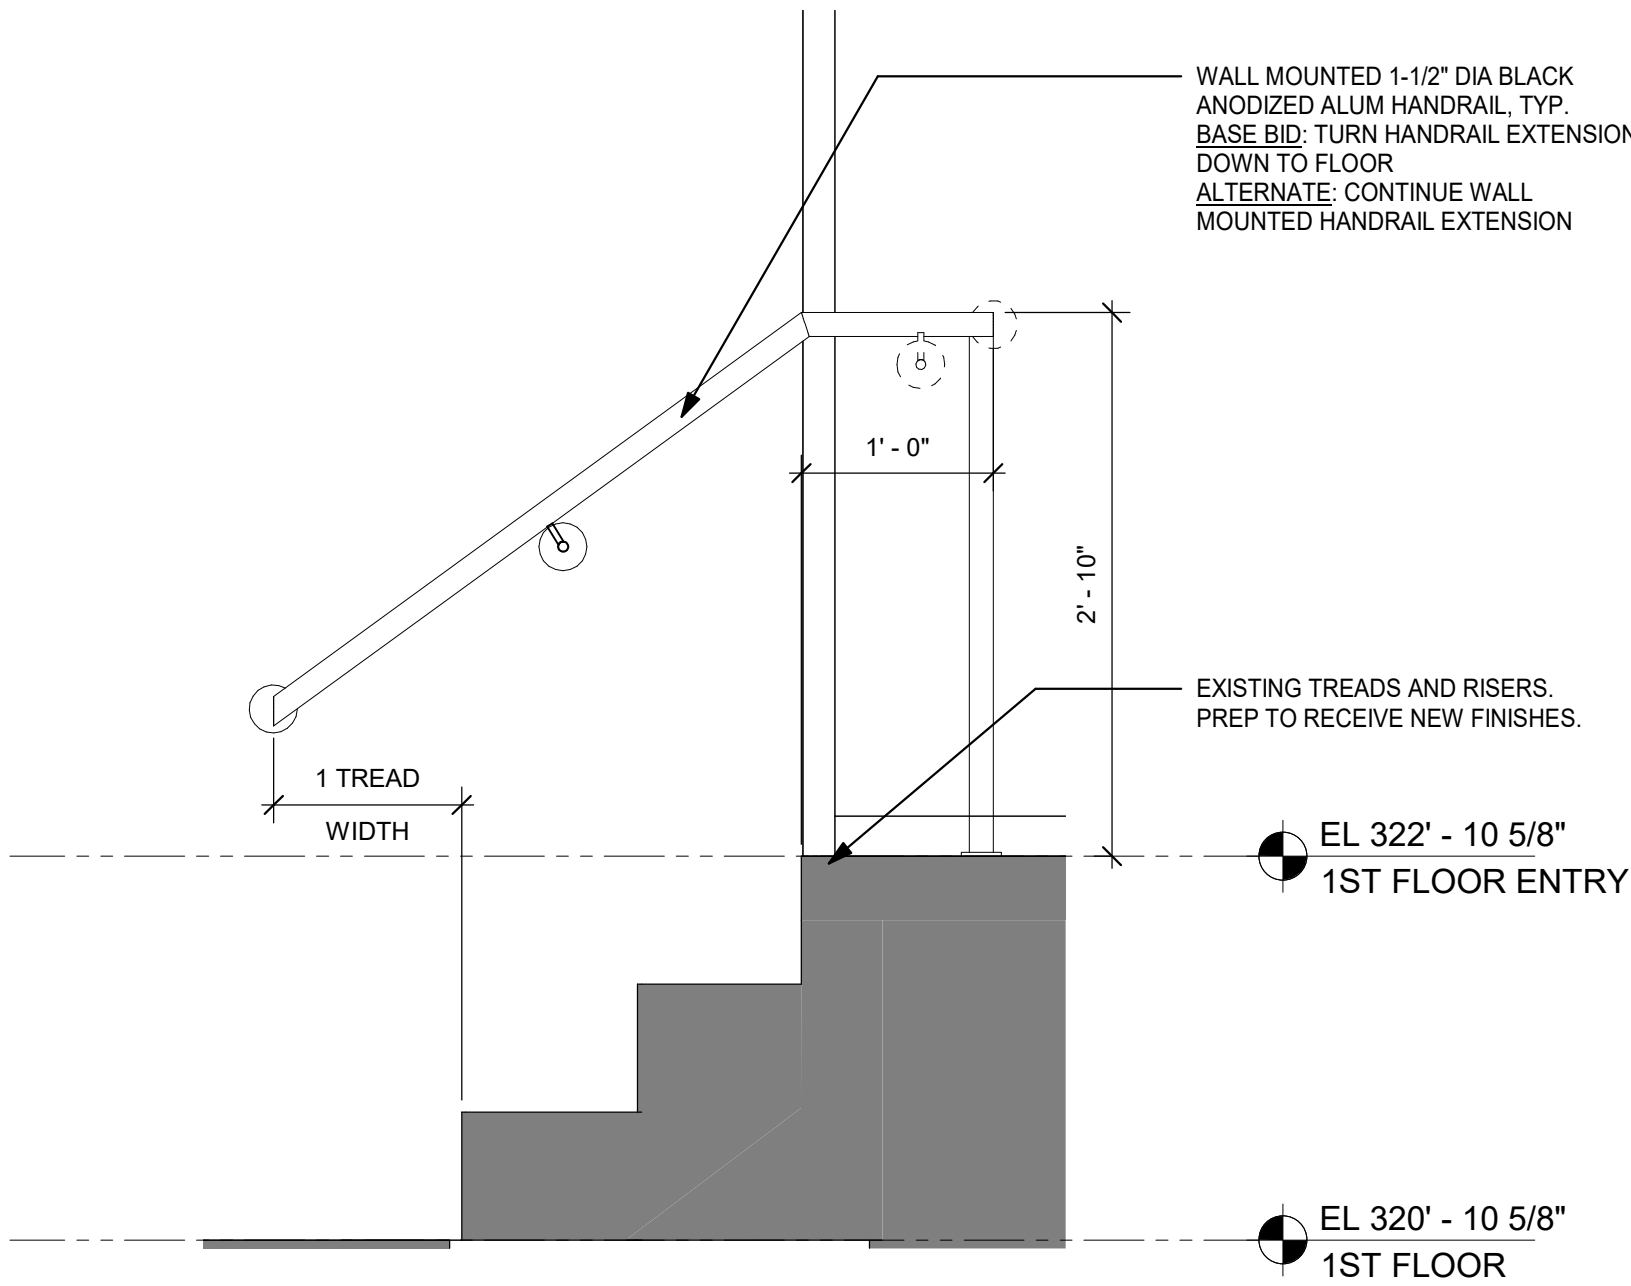 WALL MOUNTED 1-1/2" DIA BLACK
ANODIZED ALUM HANDRAIL, TYP.
BASE BID: TURN HANDRAIL EXTENSION
DOWN TO FLOOR
ALTERNATE: CONTINUE WALL
MOUNTED HANDRAIL EXTENSION
1' - 0"
2' - 10"
EXISTING TREADS AND RISERS.
PREP TO RECEIVE NEW FINISHES.
1 TREAD
WIDTH
EL 322' - 10 5/8"
1ST FLOOR ENTRY
EL 320' - 10 5/8"
1ST FLOOR